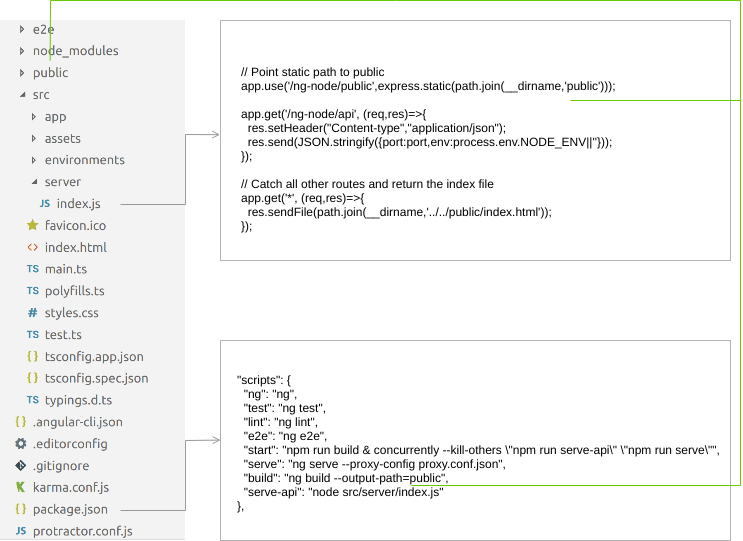 e2e
node_modules
public
src
app
assets
environments
server
JS index.js
favicon.ico
<> index.html
TS main.ts
TS polyfills.ts
# styles.css
TS test.ts
{} tsconfig.app.json
{} tsconfig.spec.json
TS typings.d.ts
{} .angular-cli.json
.editorconfig
.gitignore
karma.conf.js
{} package.json
JS protractor.conf.js
// Point static path to public
app.use('/ng-node/public',express.static(path.join(__dirname,'public')));
app.get('/ng-node/api', (req,res)=>{
res.setHeader("Content-type","application/json");
res.send(JSON.stringify({port:port,env:process.env.NODE_ENV||''}));
});
// Catch all other routes and return the index file
app.get('*', (req,res)=>{
res.sendFile(path.join(__dirname,'../../public/index.html'));
});
"scripts": {
"ng": "ng",
"test": "ng test",
"lint": "ng lint",
"e2e": "ng e2e",
"start": "npm run build & concurrently --kill-others \"npm run serve-api\" \"npm run serve\"",
"serve": "ng serve --proxy-config proxy.conf.json",
"build": "ng build --output-path=public",
"serve-api": "node src/server/index.js"
},